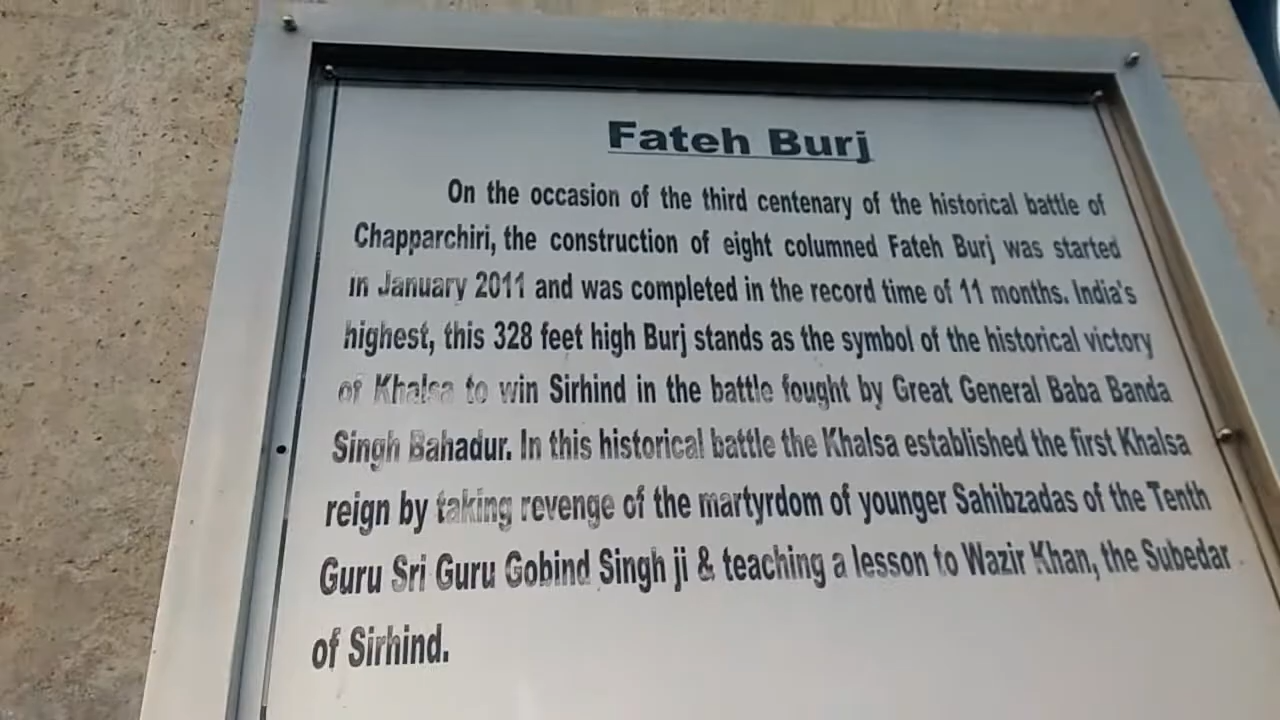 Fateh Burj
On the occasion of the third centenary of the historical battle of
Chapparchiri, the construction of eight columned Fateh Burj was started
in January 2011 and was completed in the record time of 11 months. India's
highest, this 328 feet high Burj stands as the symbol of the historical victory
of Khalsa to win Sirhind in the battle fought by Great General Baba Banda
Singh Bahadur. In this historical battle the Khalsa established the first Khalsa
reign by taking revenge of the martyrdom of younger Sahibzadas of the Tenth
Guru Sri Guru Gobind Singh ji & teaching a lesson to Wazir Khan, the Subedar
of Sirhind.